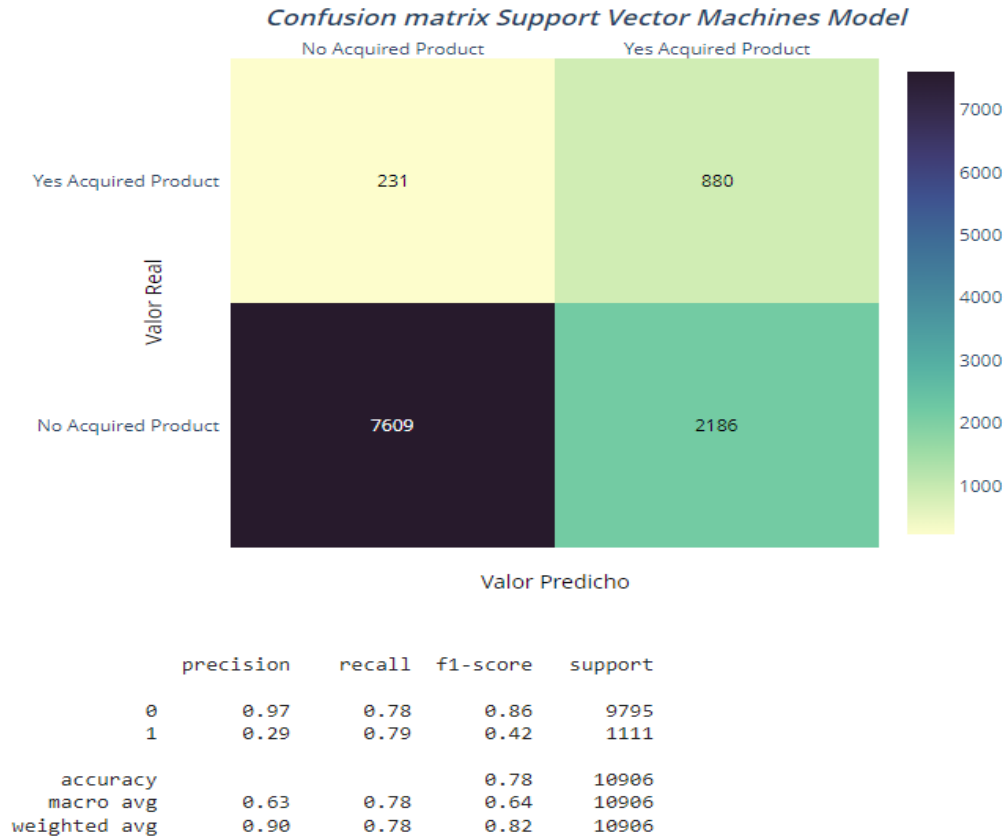 Confusion matrix Support Vector Machines Model
No Acquired Product Yes Acquired Product
7000
6000
5000
4000
3000
2000
1000
Yes Acquired Product 231 880
Valor Real
No Acquired Product 7609 2186
Valor Predicho
precision recall f1-score support
0 0.97 0.78 0.86 9795
1 0.29 0.79 0.42 1111
accuracy 0.78 10906
macro avg 0.63 0.78 0.64 10906
weighted avg 0.90 0.78 0.82 10906